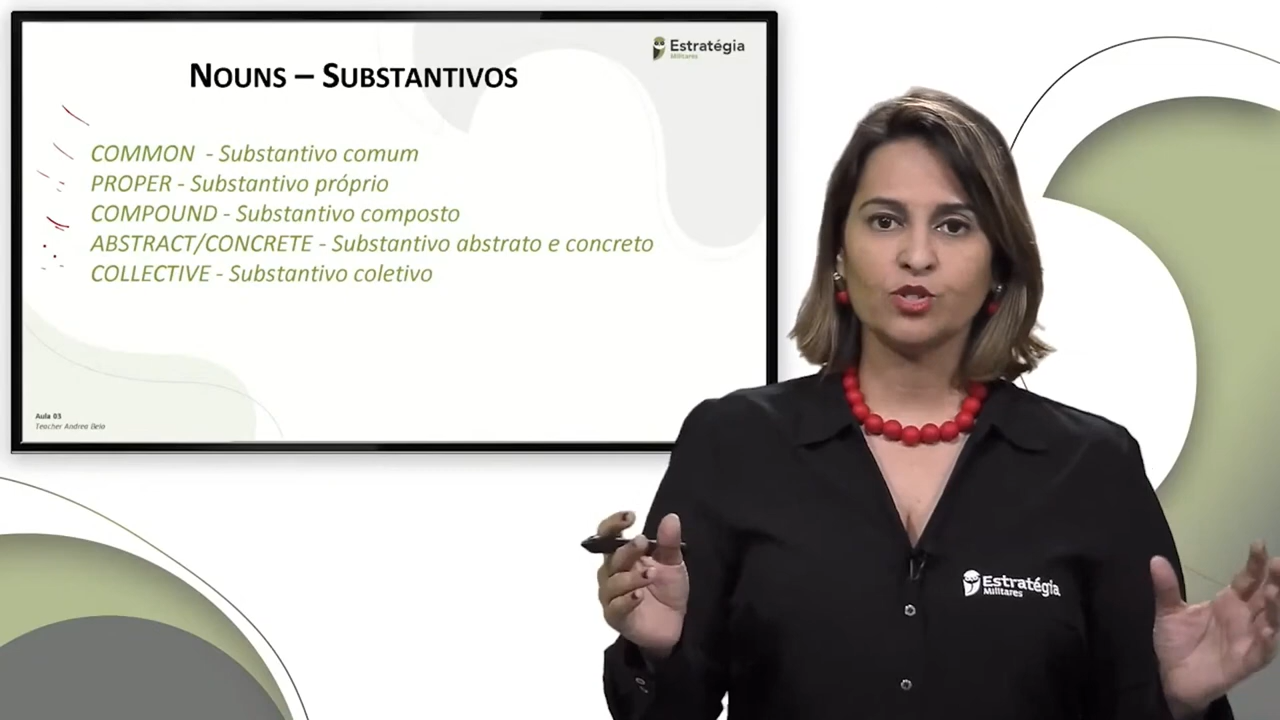 Estratégia
Militares
NOUNS – SUBSTANTIVOS
COMMON - Substantivo comum
PROPER - Substantivo próprio
COMPOUND - Substantivo composto
ABSTRACT/CONCRETE - Substantivo abstrato e concreto
COLLECTIVE - Substantivo coletivo
Aula 03
Teacher Andrea Belo
Estratégia
Militares